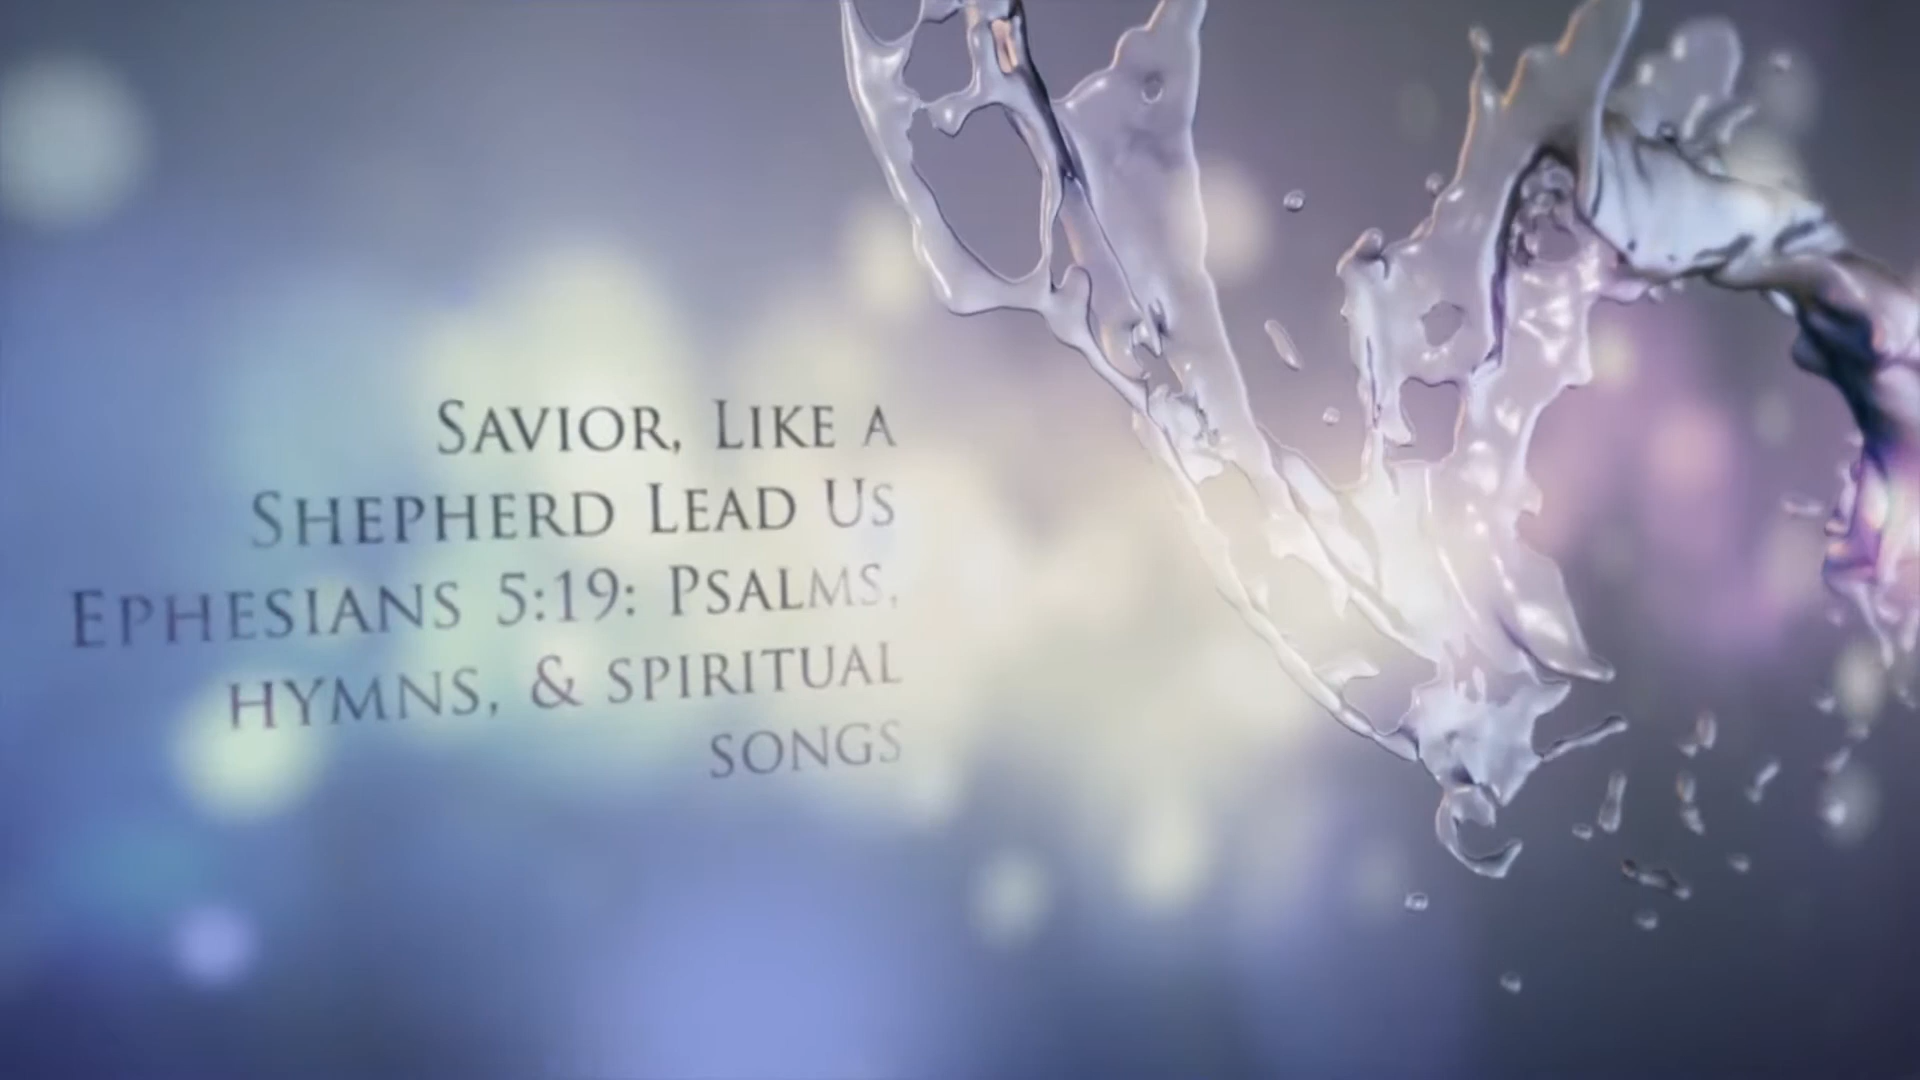 Savior, Like a
Shepherd Lead Us
Ephesians 5:19: Psalms,
hymns, & spiritual
songs